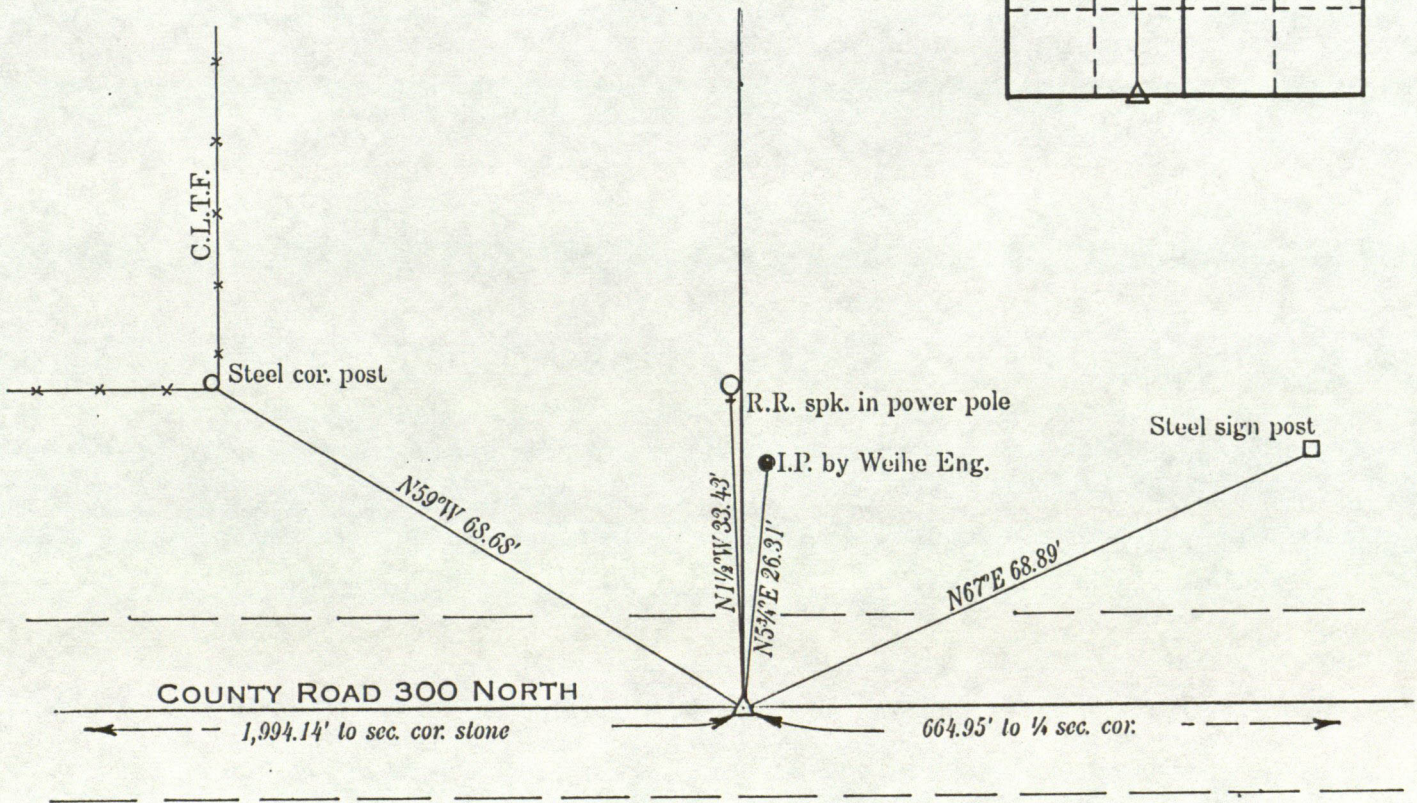 C.L.T.F.
Steel cor. post
R.R. spk. in power pole
Steel sign post
I.P. by Weihe Eng.
N59°W 68.68'
N1½°W 33.43'
N5¾°E 26.31'
N67°E 68.89'
COUNTY ROAD 300 NORTH
1,994.14' to sec. cor. stone
664.95' to ¼ sec. cor.